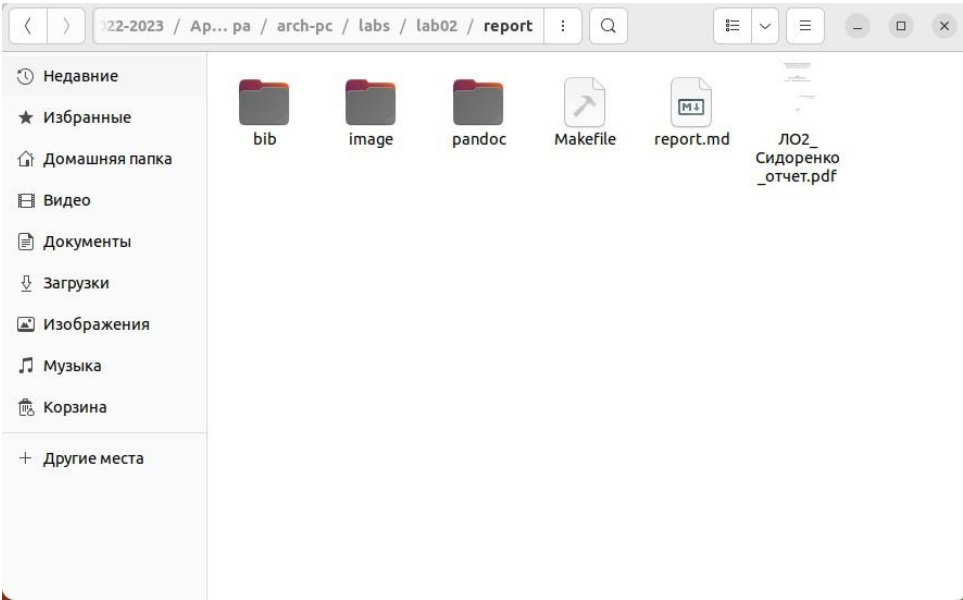 022-2023 / Ap... pa / arch-pc / labs / lab02 / report
Недавние
Избранные
Домашняя папка
Видео
Документы
Загрузки
Изображения
Музыка
Корзина
Другие места
bib
image
pandoc
Makefile
report.md
ЛО2_
Сидоренко
_отчет.pdf